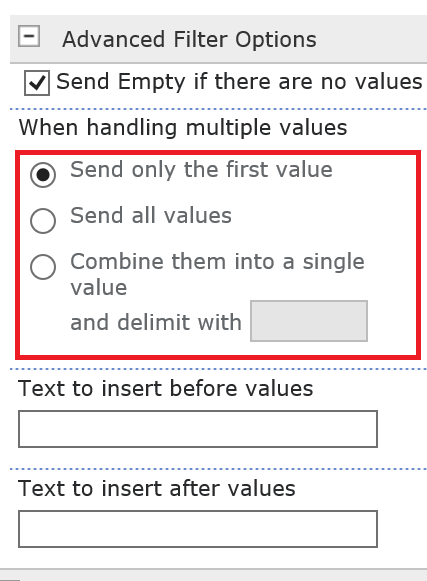 Advanced Filter Options
Send Empty if there are no values
When handling multiple values
Send only the first value
Send all values
Combine them into a single
value
and delimit with
Text to insert before values
Text to insert after values